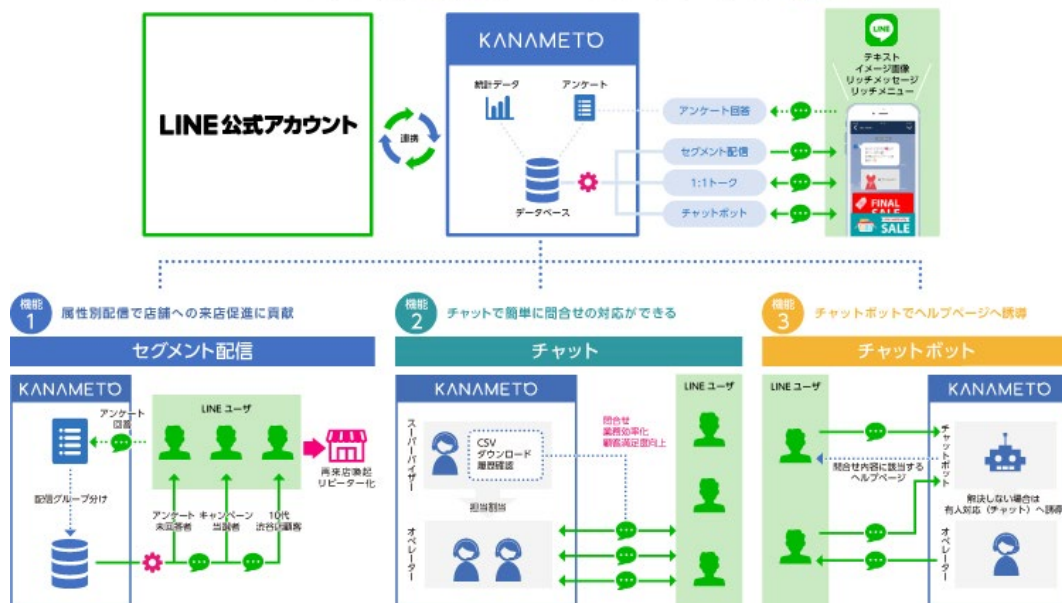 LINE公式アカウント
連携
KANAMETO
統計データ
アンケート
データベース
アンケート回答
セグメント配信
1:1トーク
チャットボット
LINE
テキスト
イメージ画像
リッチメッセージ
リッチメニュー
FINAL
SALE
SALE
機能
1
属性別配信で店舗への来店促進に貢献
セグメント配信
KANAMETO
アンケート
回答
LINE ユーザ
再来店喚起
リピーター化
配信グループ分け
アンケート
未回答者
キャンペーン
当選者
10代
渋谷店顧客
機能
2
チャットで簡単に問合せの対応ができる
チャット
KANAMETO
スーパーバイザー
CSV
ダウンロード
履歴確認
問合せ
業務効率化
顧客満足度向上
担当割当
オペレーター
LINE ユーザ
機能
3
チャットボットでヘルプページへ誘導
チャットボット
LINE ユーザ
KANAMETO
チャットボット
問合せ内容に該当する
ヘルプページ
解決しない場合は
有人対応(チャット)へ誘導
オペレーター